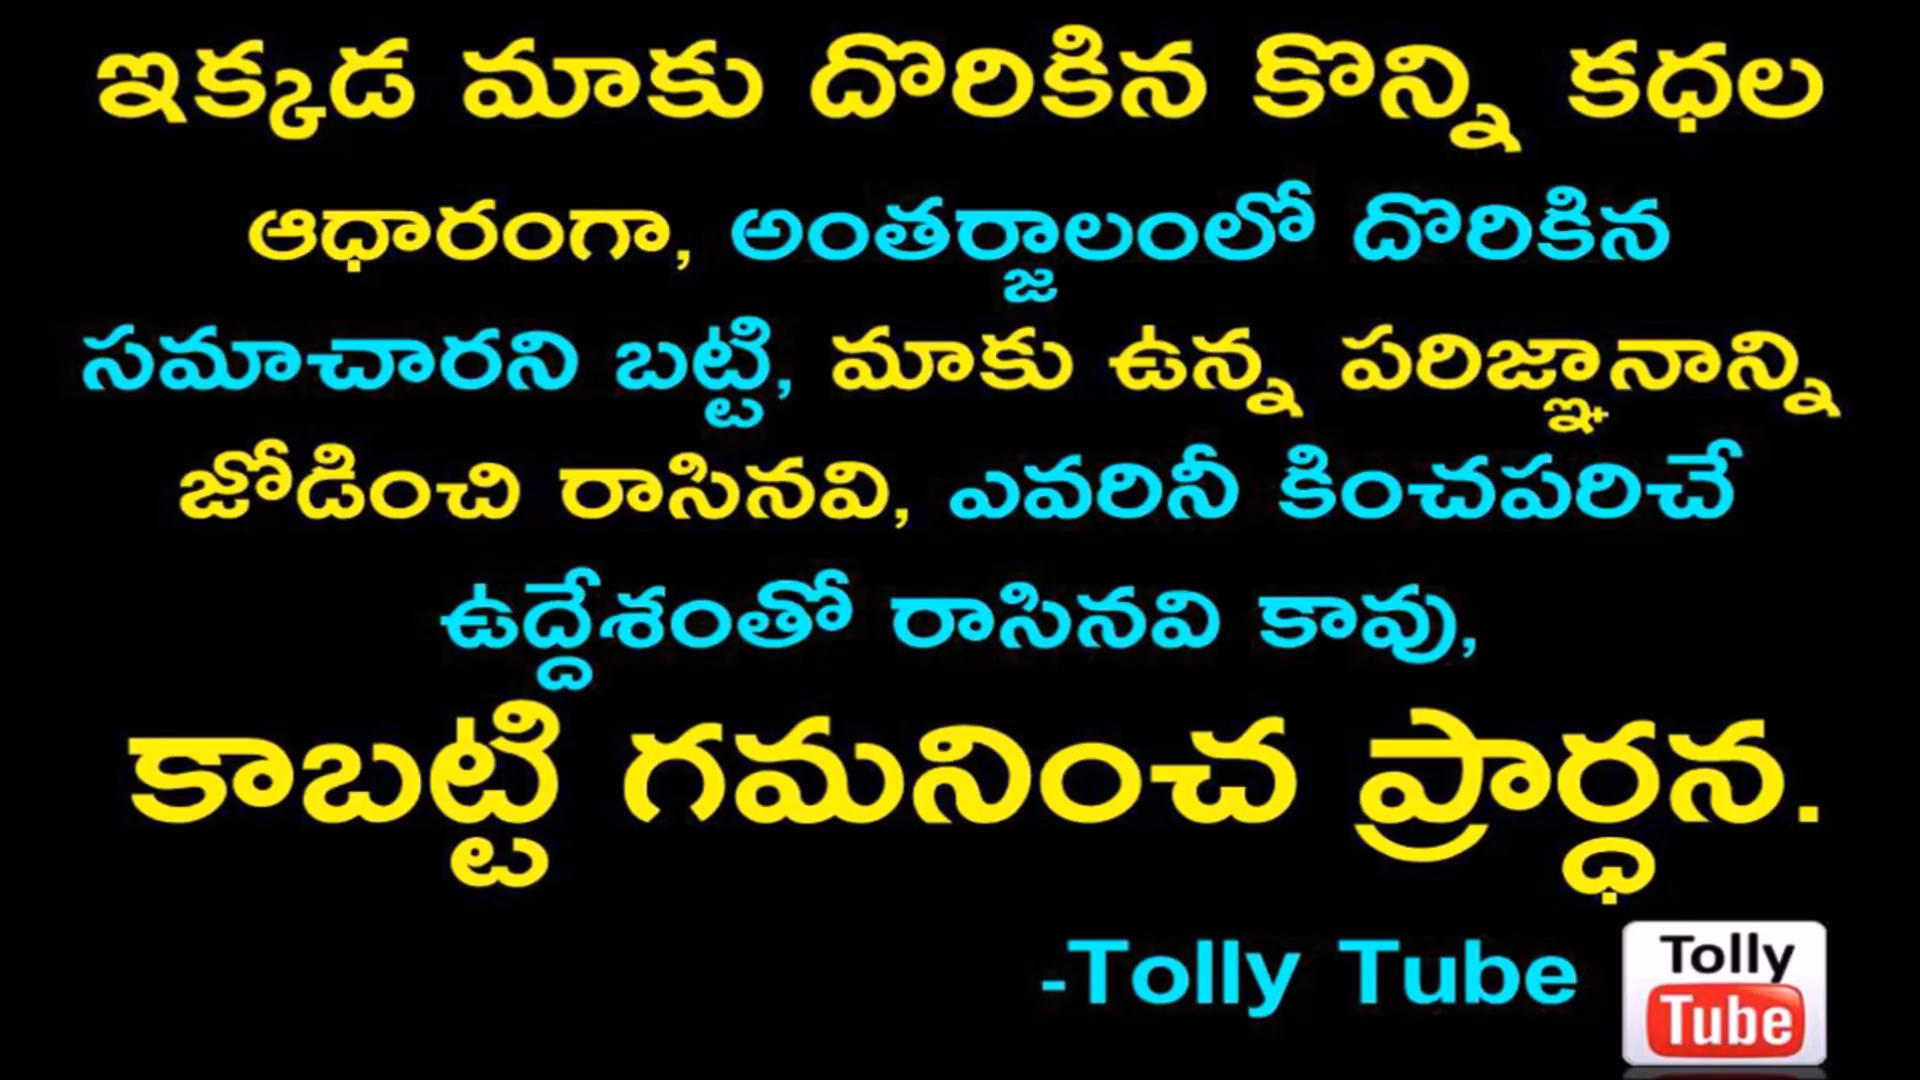 ఇక్కడ మాకు దొరికిన కొన్ని కధల
ఆధారంగా, అంతర్జాలంలో దొరికిన
సమాచారని బట్టి, మాకు ఉన్న పరిజ్ఞానాన్ని
జోడించి రాసినవి, ఎవరినీ కించపరిచే
ఉద్దేశంతో రాసినవి కావు,
కాబట్టి గమనించ ప్రార్ధన.
-Tolly Tube
Tolly
Tube